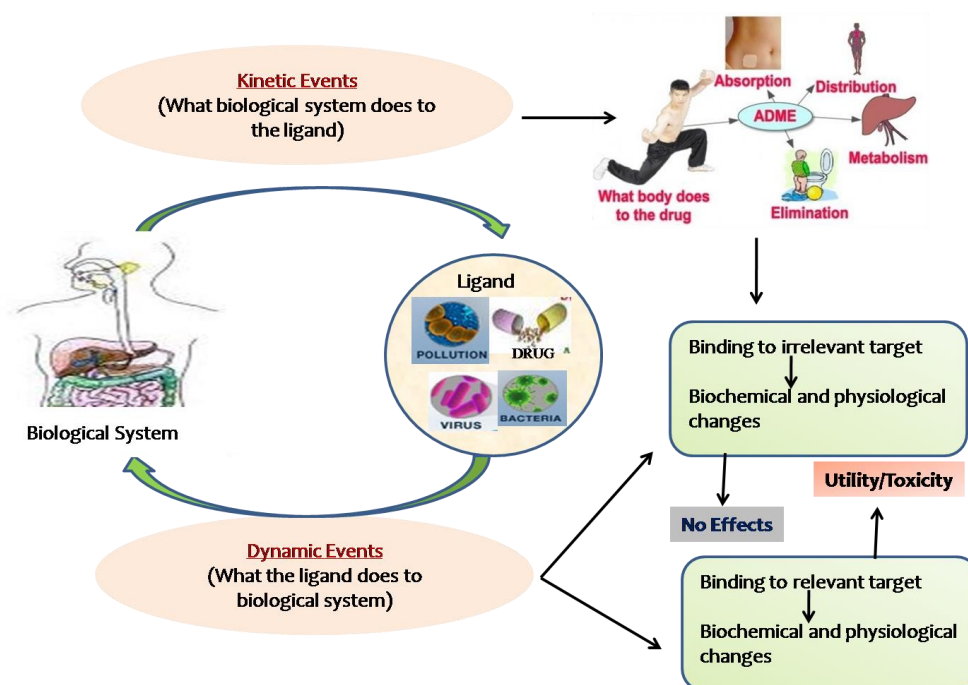 Kinetic Events
(What biological system does to
the ligand)
Absorption
Distribution
ADME
Metabolism
What body does
to the drug
Elimination
Ligand
POLLUTION
DRUG
VIRUS
BACTERIA
Biological System
Binding to irrelevant target
Biochemical and physiological
changes
Utility/Toxicity
No Effects
Dynamic Events
(What the ligand does to
biological system)
Binding to relevant target
Biochemical and physiological
changes